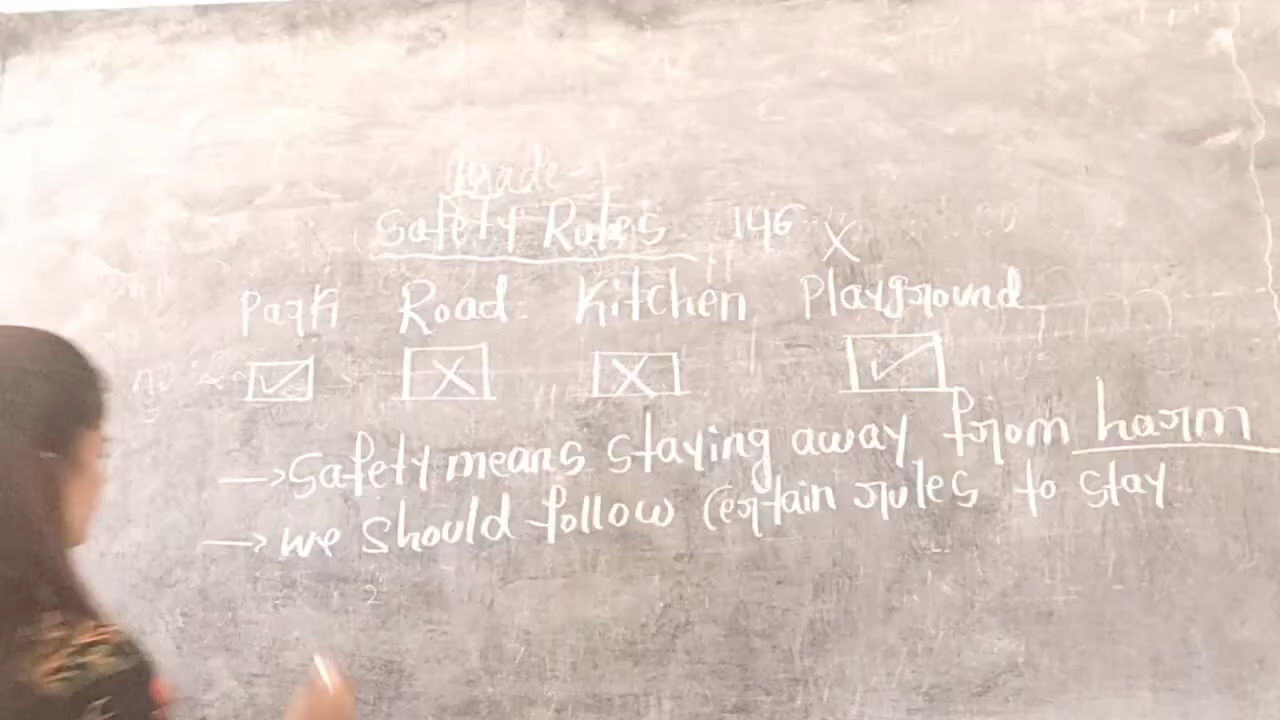 Grade-1
Safety Rules 146
X
Park Road Kitchen Playground
✓ X X ✓
→ Safety means staying away from harm
→ we should follow certain rules to stay
2